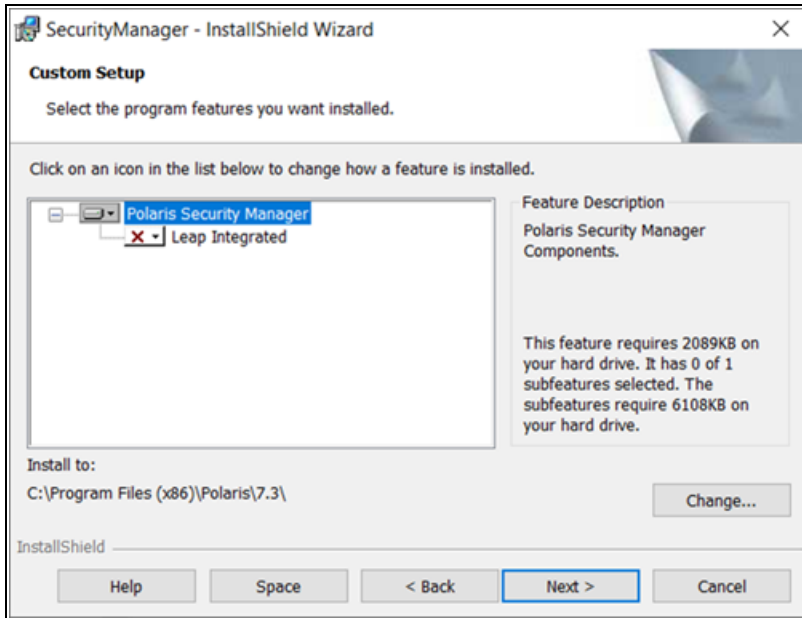 SecurityManager - InstallShield Wizard
Custom Setup
Select the program features you want installed.
Click on an icon in the list below to change how a feature is installed.
Polaris Security Manager
Leap Integrated
Feature Description
Polaris Security Manager
Components.
This feature requires 2089KB on
your hard drive. It has 0 of 1
subfeatures selected. The
subfeatures require 6108KB on
your hard drive.
Install to:
C:\Program Files (x86)\Polaris\7.3\
Change...
InstallShield
Help
Space
< Back
Next >
Cancel